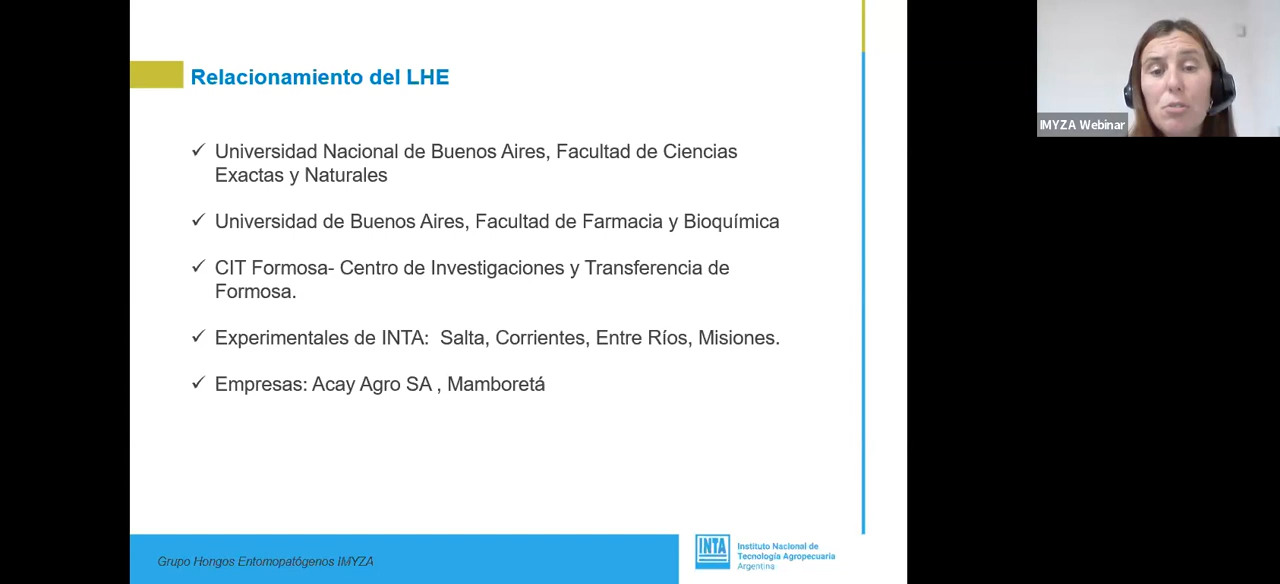 Relacionamiento del LHE
IMYZA Webinar
✓ Universidad Nacional de Buenos Aires, Facultad de Ciencias
Exactas y Naturales
✓ Universidad de Buenos Aires, Facultad de Farmacia y Bioquímica
✓ CIT Formosa- Centro de Investigaciones y Transferencia de
Formosa.
✓ Experimentales de INTA: Salta, Corrientes, Entre Ríos, Misiones.
✓ Empresas: Acay Agro SA , Mamboretá
Grupo Hongos Entomopatógenos IMYZA
INTA
Instituto Nacional de
Tecnología Agropecuaria
Argentina